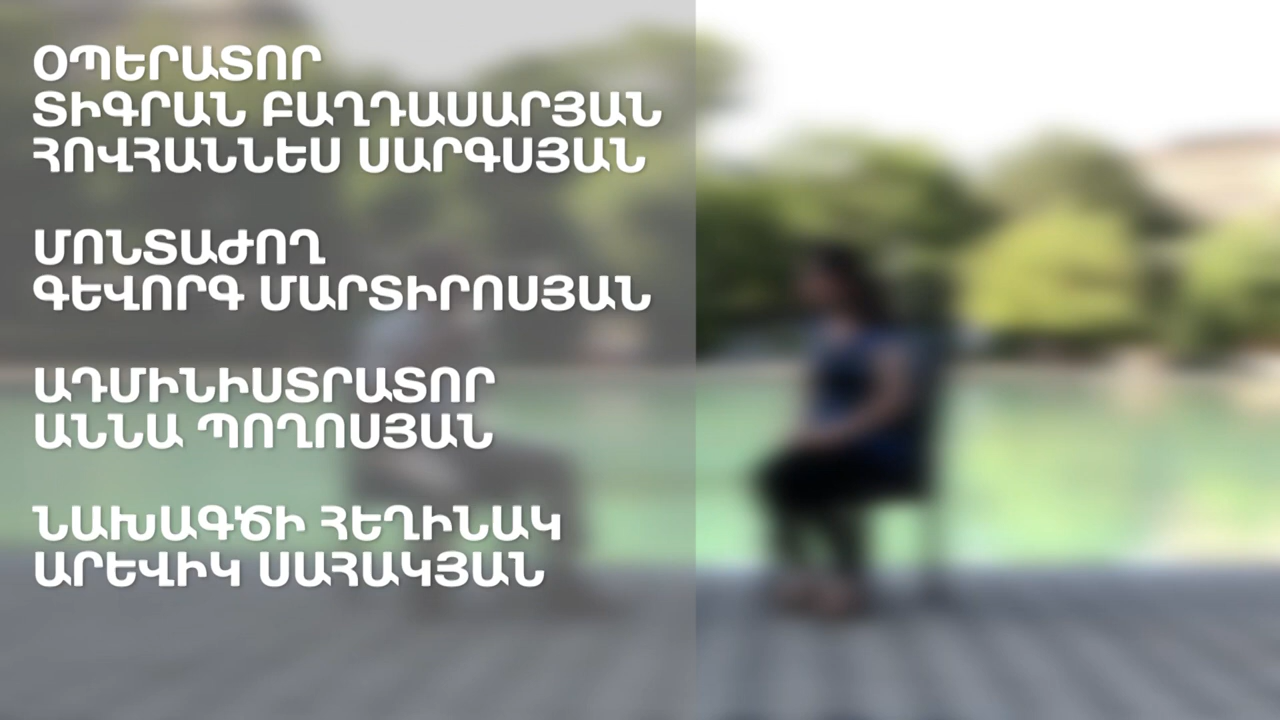 ՕՊԵՐԱՏՈՐ
ՏԻԳՐԱՆ ԲԱՂԴԱՍԱՐՅԱՆ
ՀՈՎՀԱՆՆԵՍ ՍԱՐԳՍՅԱՆ
ՄՈՆՏԱԺՈՂ
ԳԵՎՈՐԳ ՄԱՐՏԻՐՈՍՅԱՆ
ԱԴՄԻՆԻՍՏՐԱՏՈՐ
ԱՆՆԱ ՊՈՂՈՍՅԱՆ
ՆԱԽԱԳԾԻ ՀԵՂԻՆԱԿ
ԱՐԵՎԻԿ ՍԱՀԱԿՅԱՆ